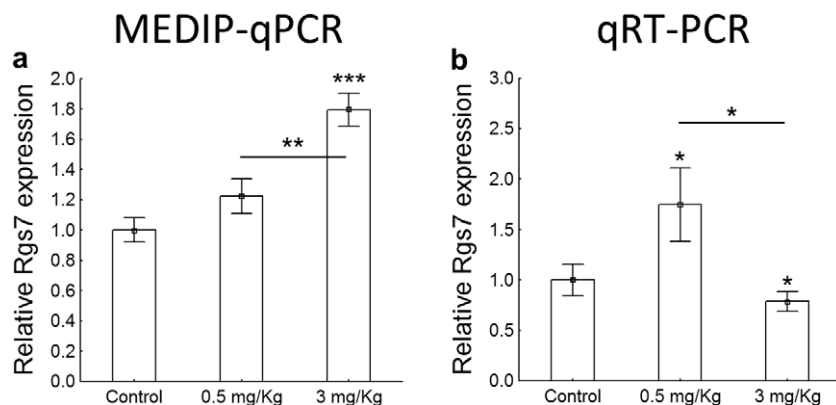 MEDIP-qPCR
qRT-PCR
a
2.0
1.8
1.6
1.4
1.2
1.0
0.8
0.6
0.4
0.2
0.0
Relative Rgs7 expression
***
**
Control 0.5 mg/Kg 3 mg/Kg
b
3.0
2.5
2.0
1.5
1.0
0.5
0.0
Relative Rgs7 expression
*
*
*
Control 0.5 mg/Kg 3 mg/Kg